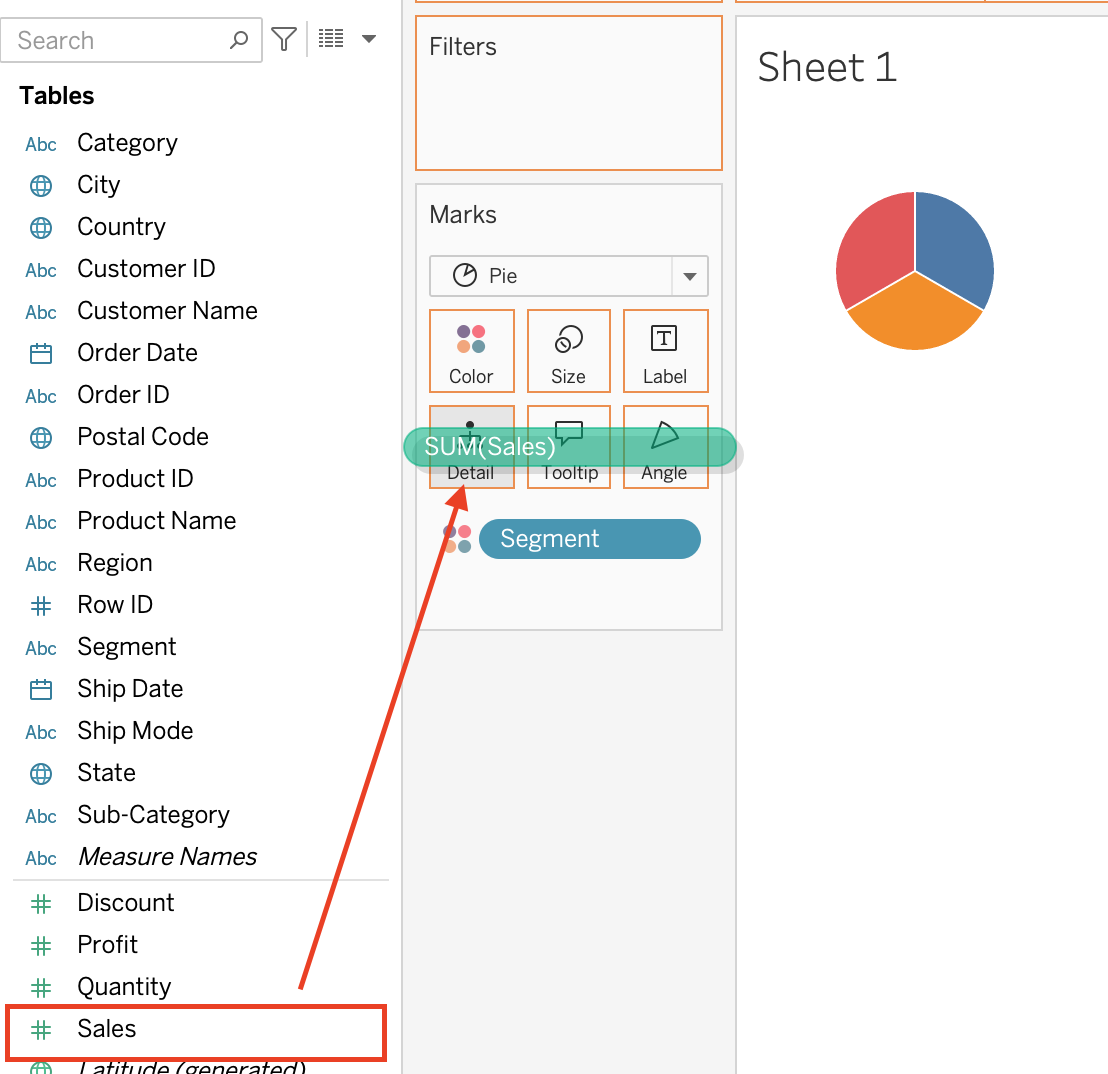 Search
Tables
Abc Category
City
Country
Abc Customer ID
Abc Customer Name
Order Date
Abc Order ID
Postal Code
Abc Product ID
Abc Product Name
Abc Region
# Row ID
Abc Segment
Ship Date
Abc Ship Mode
State
Abc Sub-Category
Abc Measure Names
# Discount
# Profit
# Quantity
# Sales
Latitude (generated)
Filters
Marks
Pie
Color Size Label
SUM(Sales)
Detail Tooltip Angle
Segment
Sheet 1